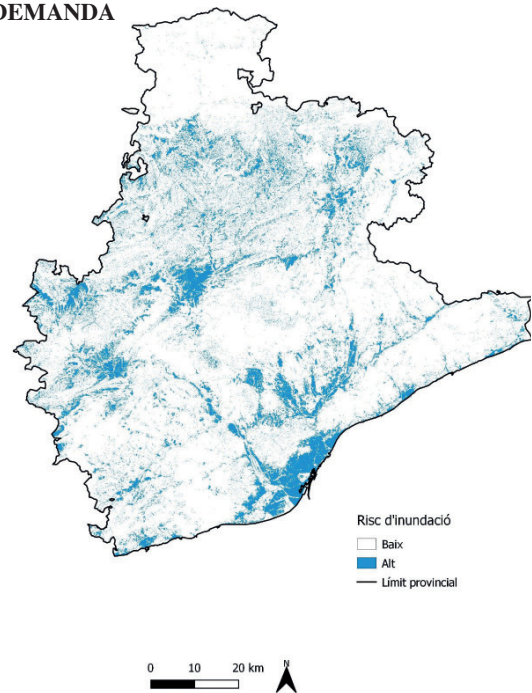 DEMANDA
Risc d'inundació
Baix
Alt
Límit provincial
0 10 20 km
N